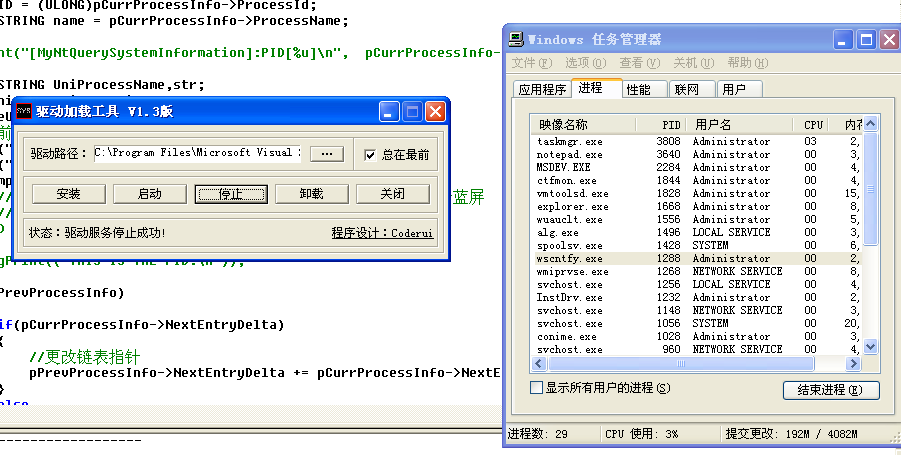 ID = (ULONG)pCurrProcessInfo->ProcessId;
STRING name = pCurrProcessInfo->ProcessName;
nt("[MyNtQuerySystemInformation]:PID[%u]\n", pCurrProcessInfo-
STRING UniProcessName,str;
前
蓝屏
PrevProcessInfo)
if(pCurrProcessInfo->NextEntryDelta)
{
//更改链表指针
pPrevProcessInfo->NextEntryDelta += pCurrProcessInfo->NextE
}
SYS 驱动加载工具 V1.3版
驱动路径： C:\Program Files\Microsoft Visual ... 总在最前
安装 启动 停止 卸载 关闭
状态：驱动服务停止成功! 程序设计：Coderui
Windows 任务管理器
文件(F) 选项(O) 查看(V) 关机(U) 帮助(H)
应用程序 进程 性能 联网 用户
映像名称 PID 用户名 CPU 内存
taskmgr.exe 3808 Administrator 03 2,
notepad.exe 3640 Administrator 00 3,
MSDEV.EXE 2284 Administrator 00 4,
ctfmon.exe 1844 Administrator 00 4,
vmtoolsd.exe 1828 Administrator 00 15,
explorer.exe 1668 Administrator 00 8,
wuauclt.exe 1556 Administrator 00 5,
alg.exe 1496 LOCAL SERVICE 00 3,
spoolsv.exe 1428 SYSTEM 00 6,
wscntfy.exe 1288 Administrator 00 2,
wmiprvse.exe 1268 NETWORK SERVICE 00 8,
svchost.exe 1256 LOCAL SERVICE 00 4,
InstDrv.exe 1232 Administrator 00 2,
svchost.exe 1148 NETWORK SERVICE 00 3,
svchost.exe 1056 SYSTEM 00 20,
conime.exe 1028 Administrator 00 3,
svchost.exe 960 NETWORK SERVICE 00 4,
显示所有用户的进程(S) 结束进程(E)
进程数: 29 CPU 使用: 3% 提交更改: 192M / 4082M